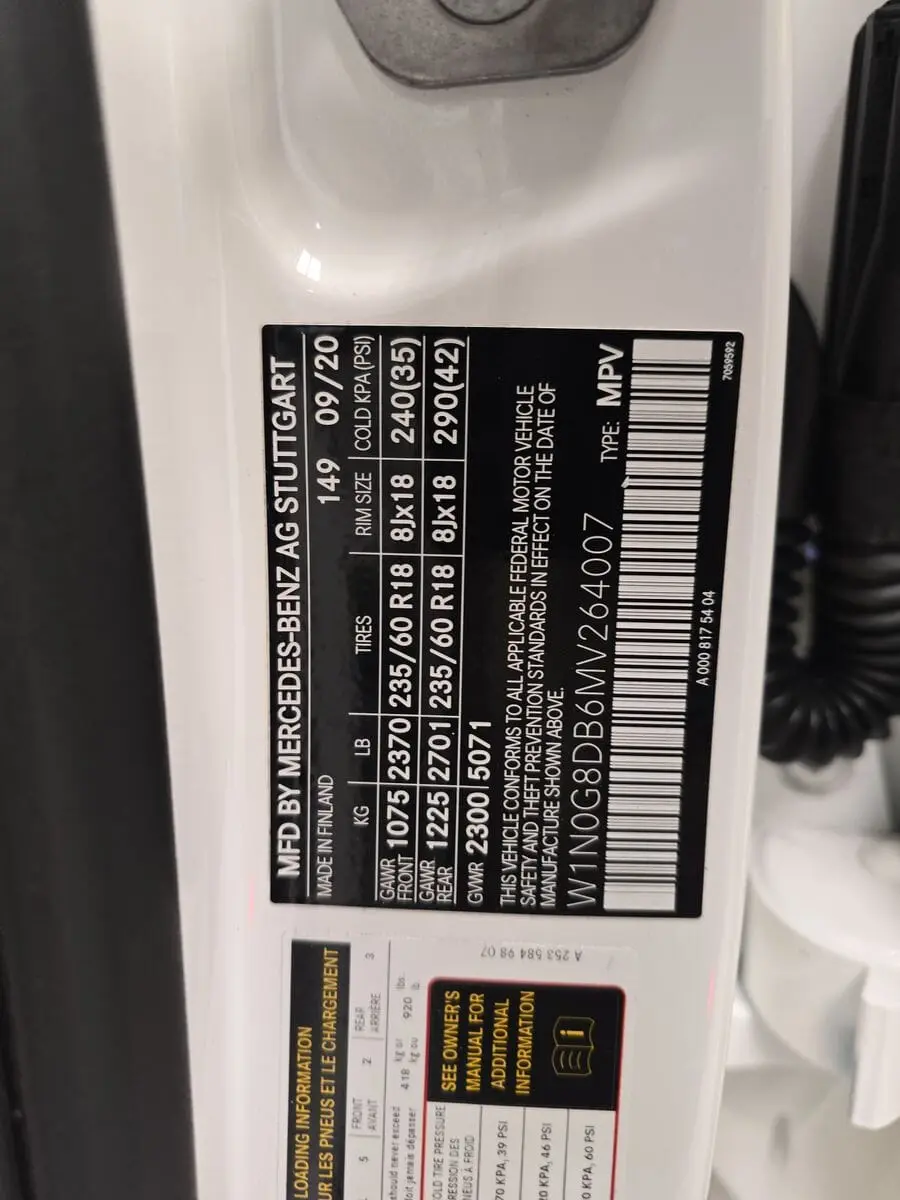 MFD BY MERCEDES-BENZ AG STUTTGART
MADE IN FINLAND 149 09/20
KG LB TIRES RIM SIZE COLD KPA(PSI)
GAWR FRONT 1075 2370 235/60 R18 8Jx18 240(35)
GAWR REAR 1225 2701 235/60 R18 8Jx18 290(42)
GVWR 2300 5071
THIS VEHICLE CONFORMS TO ALL APPLICABLE FEDERAL MOTOR VEHICLE
SAFETY AND THEFT PREVENTION STANDARDS IN EFFECT ON THE DATE OF
MANUFACTURE SHOWN ABOVE.
W1N0G8DB6MV264007 TYPE: MPV
A 000 817 54 04 7059592
LOADING INFORMATION
UR LES PNEUS ET LE CHARGEMENT
5 FRONT AVANT 2 REAR ARRIÈRE 3
should never exceed 418 kg or 920 lbs.
doit jamais dépasser kg ou lb.
OLD TIRE PRESSURE
RESSION DES
NEUS À FROID
70 KPA, 39 PSI
20 KPA, 46 PSI
0 KPA, 60 PSI
SEE OWNER'S
MANUAL FOR
ADDITIONAL
INFORMATION
i
A 253 584 98 07